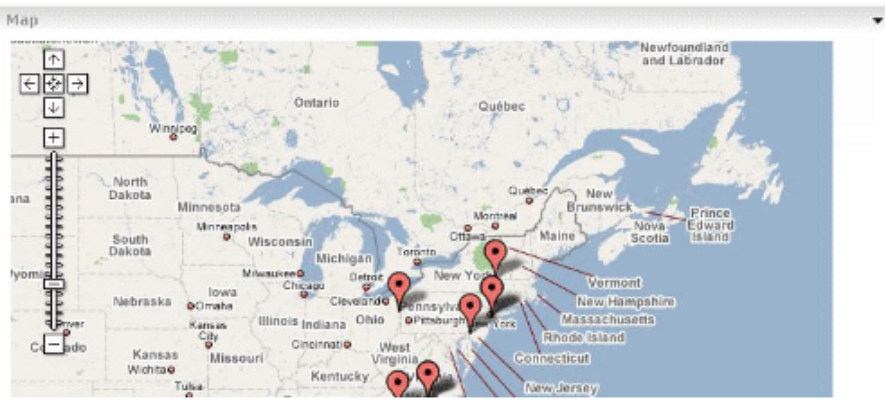 Map
Newfoundland
and Labrador
Ontario
Québec
Winnipeg
North
Dakota
Minnesota
Quebec
New
Brunswick
Prince
Edward
Island
Montreal
Ottawa
Maine
Nova
Scotia
Minneapolis
South
Dakota
Wisconsin
Michigan
Toronto
Milwaukee
Detroit
New York
Vermont
Chicago
Cleveland
New Hampshire
Nebraska
Iowa
Omaha
Illinois
Indiana
Ohio
Pittsburgh
Massachusetts
Rhode Island
Kansas
City
Cincinnati
West
Virginia
Connecticut
Kansas
Missouri
Wichita
Kentucky
New Jersey
Tulsa